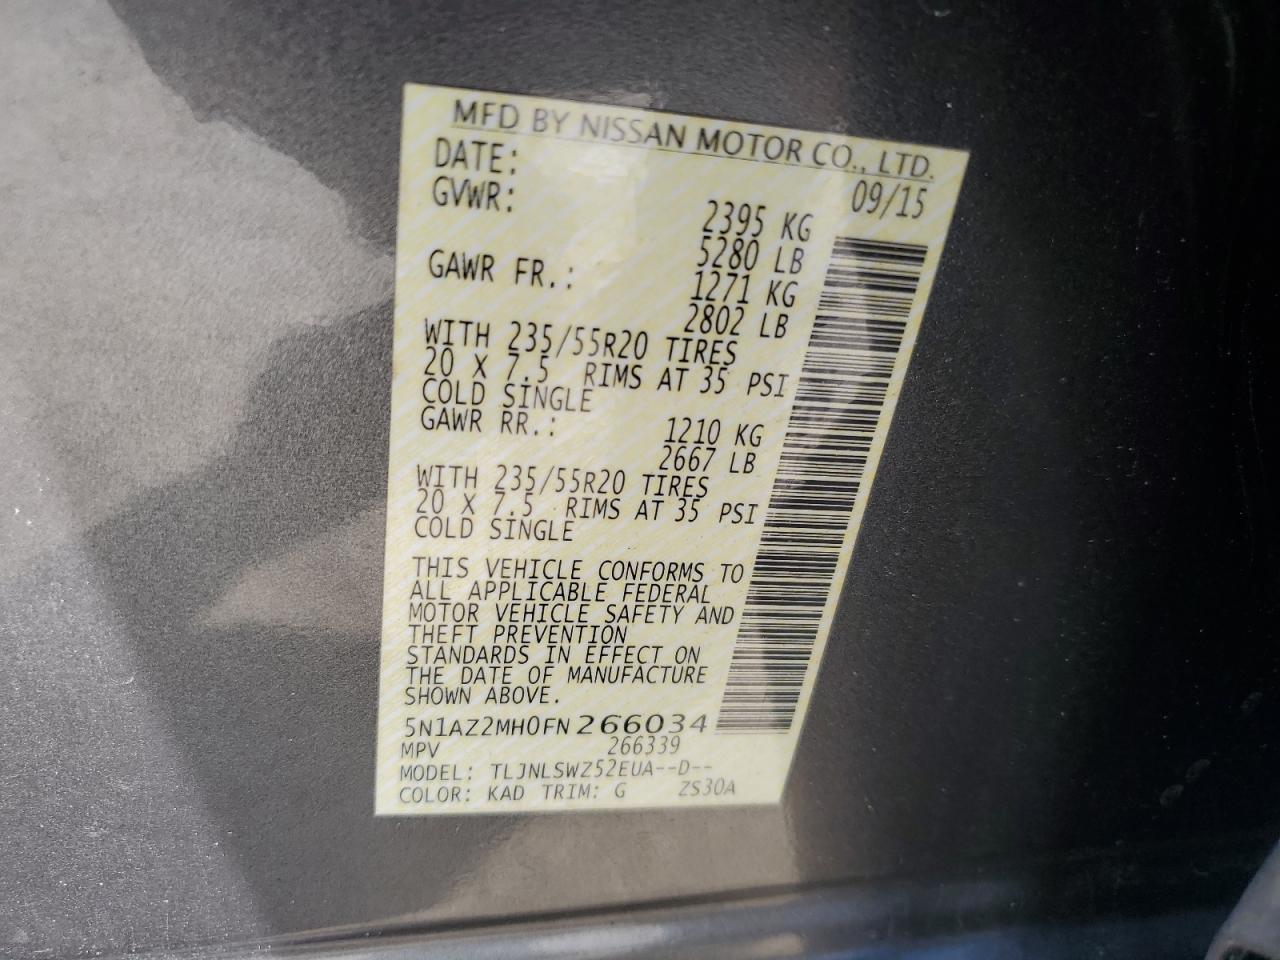 MFD BY NISSAN MOTOR CO., LTD.
DATE: 09/15
GVWR: 2395 KG
5280 LB
GAWR FR.: 1271 KG
2802 LB
WITH 235/55R20 TIRES
20 X 7.5 RIMS AT 35 PSI
COLD SINGLE
GAWR RR.: 1210 KG
2667 LB
WITH 235/55R20 TIRES
20 X 7.5 RIMS AT 35 PSI
COLD SINGLE
THIS VEHICLE CONFORMS TO
ALL APPLICABLE FEDERAL
MOTOR VEHICLE SAFETY AND
THEFT PREVENTION
STANDARDS IN EFFECT ON
THE DATE OF MANUFACTURE
SHOWN ABOVE.
5N1AZ2MH0FN266034
MPV 266339
MODEL: TLJNLSWZ52EUA--D--
COLOR: KAD TRIM: G ZS30A